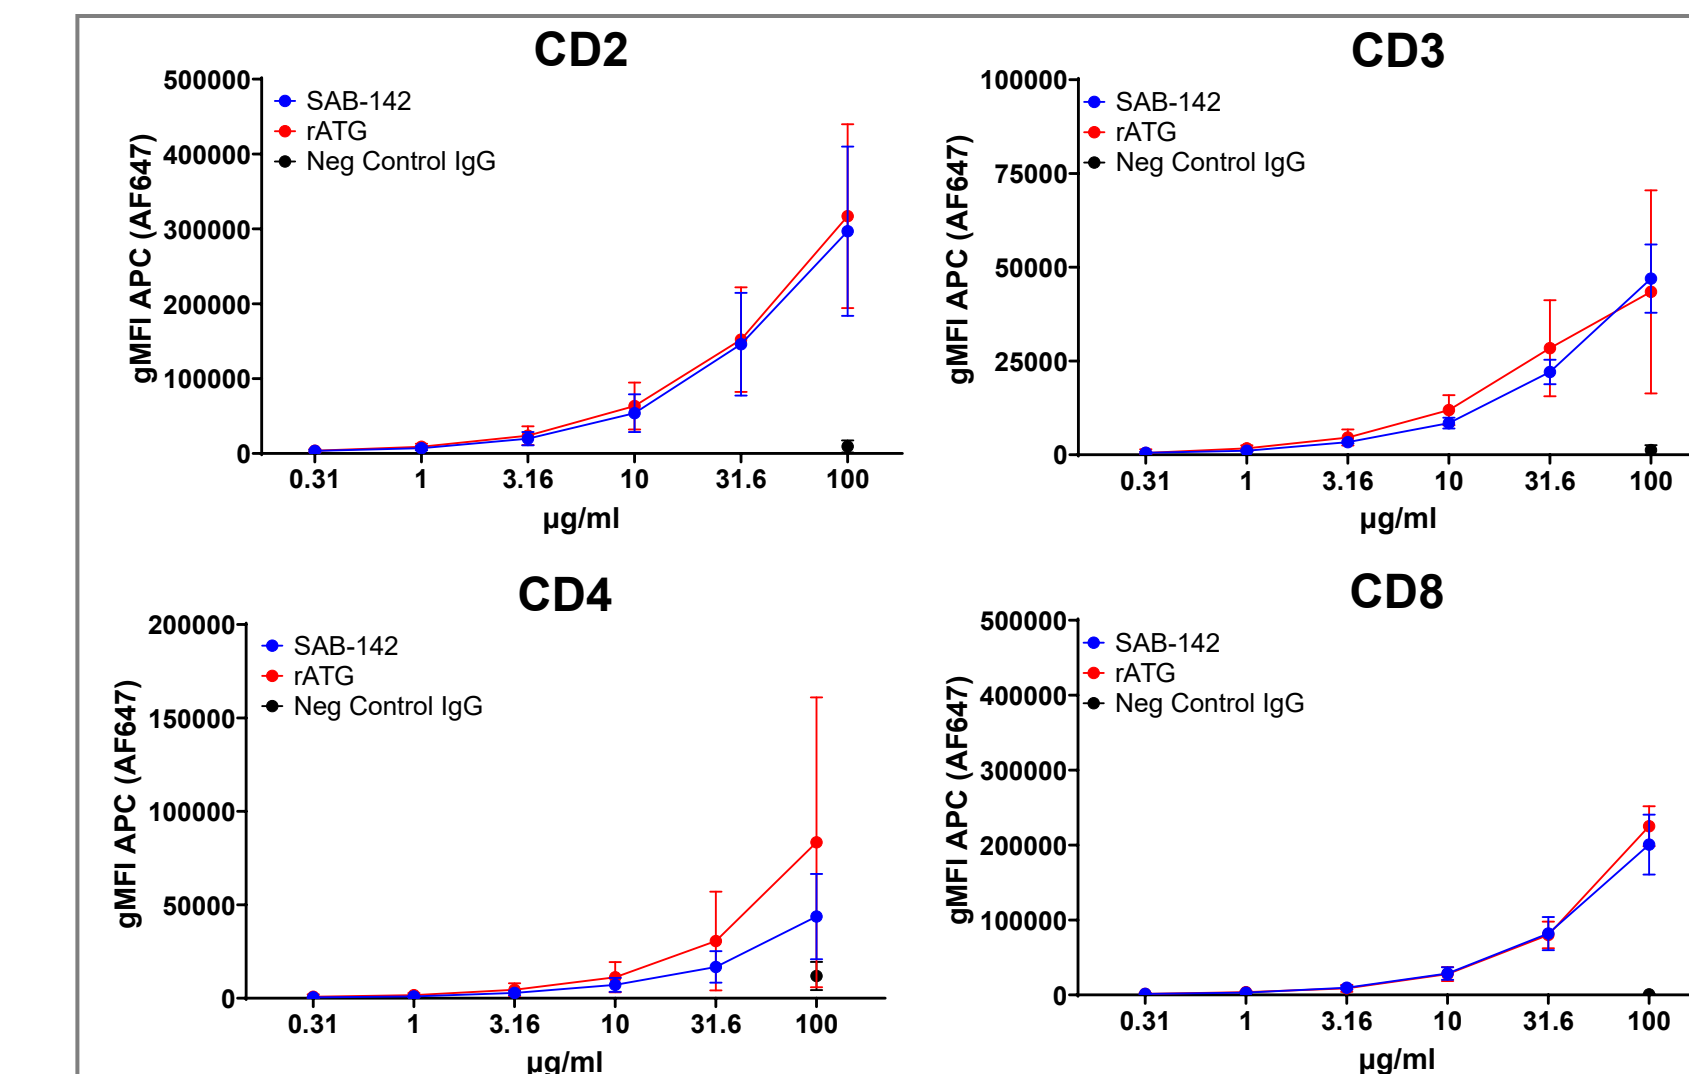 CD2
500000
400000
300000
200000
100000
0
gMFI APC (AF647)
SAB-142
rATG
Neg Control IgG
0.31 1 3.16 10 31.6 100
µg/ml
CD3
100000
75000
50000
25000
0
gMFI APC (AF647)
SAB-142
rATG
Neg Control IgG
0.31 1 3.16 10 31.6 100
µg/ml
CD4
200000
150000
100000
50000
0
gMFI APC (AF647)
SAB-142
rATG
Neg Control IgG
0.31 1 3.16 10 31.6 100
µg/ml
CD8
500000
400000
300000
200000
100000
0
gMFI APC (AF647)
SAB-142
rATG
Neg Control IgG
0.31 1 3.16 10 31.6 100
µg/ml